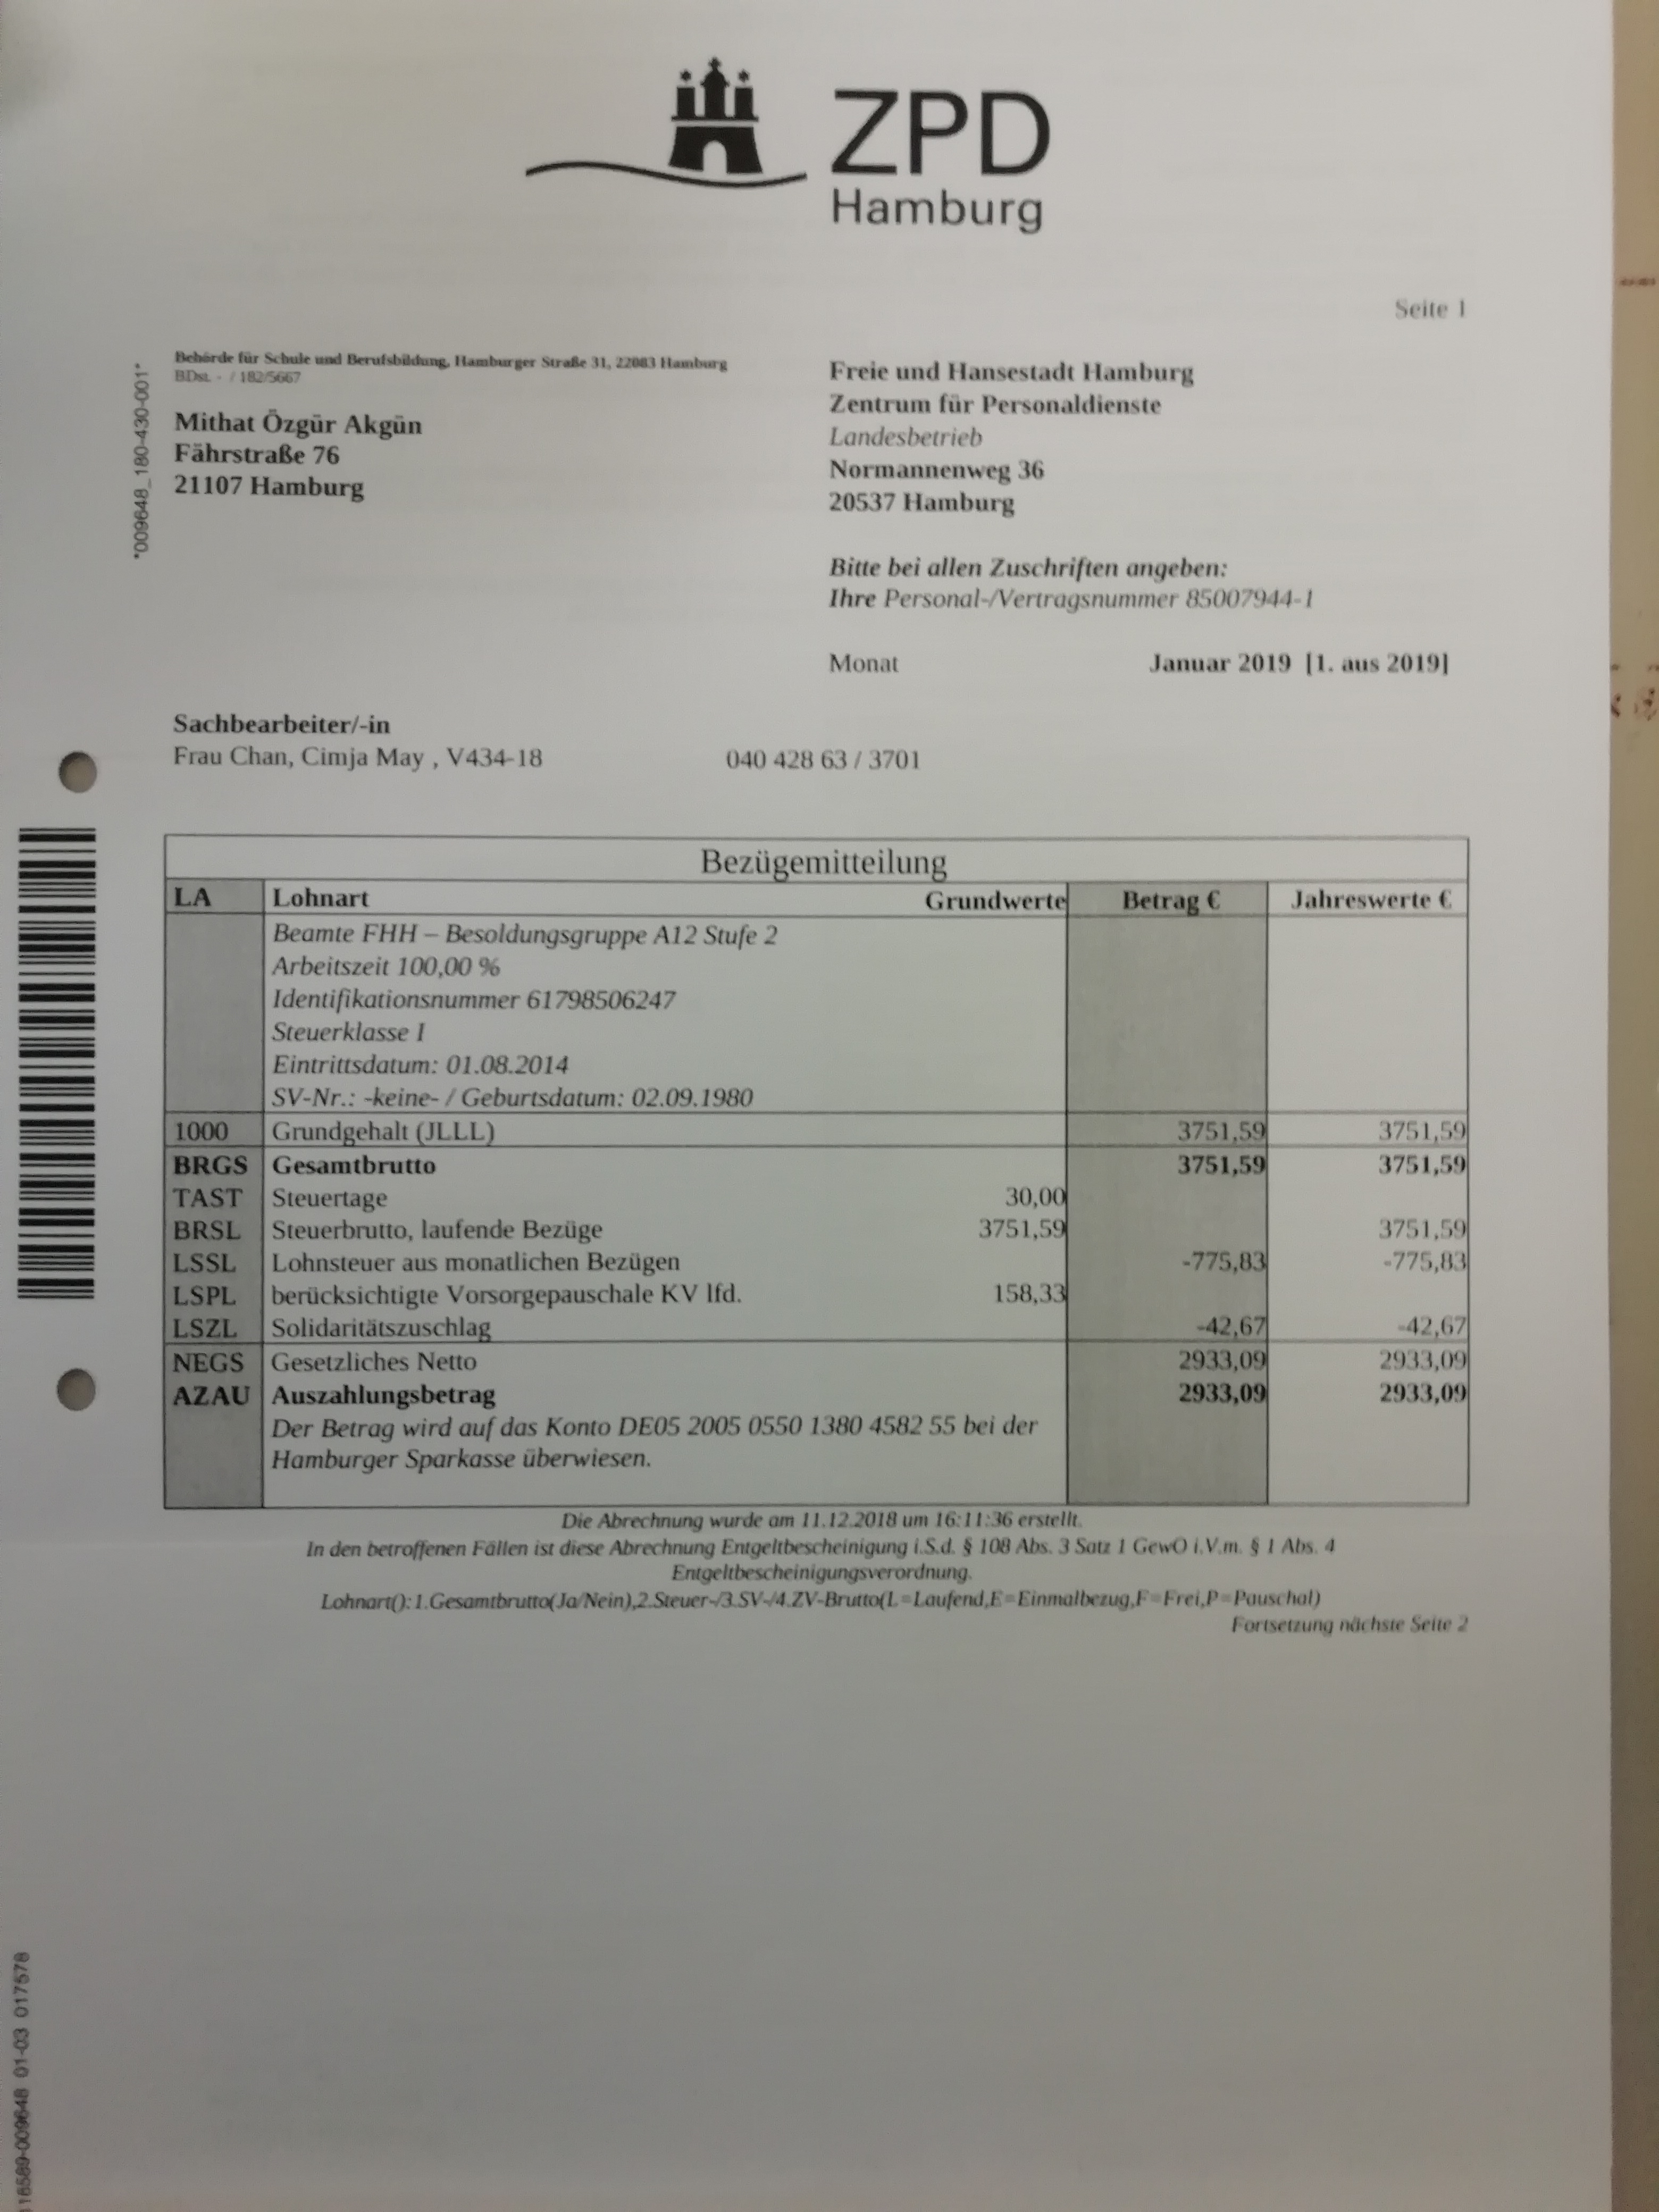 ZPD
Hamburg
Seite 1
Behörde für Schule und Berufsbildung, Hamburger Straße 31, 22083 Hamburg
BDst. - / 182/5667
Mithat Özgür Akgün
Fährstraße 76
21107 Hamburg
*009648_180-430-001*
Freie und Hansestadt Hamburg
Zentrum für Personaldienste
Landesbetrieb
Normannenweg 36
20537 Hamburg
Bitte bei allen Zuschriften angeben:
Ihre Personal-/Vertragsnummer 85007944-1
Monat Januar 2019 [1. aus 2019]
Sachbearbeiter/-in
Frau Chan, Cimja May , V434-18 040 428 63 / 3701
Bezügemitteilung
LA Lohnart Grundwerte Betrag € Jahreswerte €
Beamte FHH – Besoldungsgruppe A12 Stufe 2
Arbeitszeit 100,00 %
Identifikationsnummer 61798506247
Steuerklasse I
Eintrittsdatum: 01.08.2014
SV-Nr.: -keine- / Geburtsdatum: 02.09.1980
1000 Grundgehalt (JLLL) 3751,59 3751,59
BRGS Gesamtbrutto 3751,59 3751,59
TAST Steuertage 30,00
BRSL Steuerbrutto, laufende Bezüge 3751,59 3751,59
LSSL Lohnsteuer aus monatlichen Bezügen -775,83 -775,83
LSPL berücksichtigte Vorsorgepauschale KV lfd. 158,33
LSZL Solidaritätszuschlag -42,67 -42,67
NEGS Gesetzliches Netto 2933,09 2933,09
AZAU Auszahlungsbetrag 2933,09 2933,09
Der Betrag wird auf das Konto DE05 2005 0550 1380 4582 55 bei der
Hamburger Sparkasse überwiesen.
Die Abrechnung wurde am 11.12.2018 um 16:11:36 erstellt.
In den betroffenen Fällen ist diese Abrechnung Entgeltbescheinigung i.S.d. § 108 Abs. 3 Satz 1 GewO i.V.m. § 1 Abs. 4
Entgeltbescheinigungsverordnung.
Lohnart():1.Gesamtbrutto(Ja/Nein),2.Steuer-/3.SV-/4.ZV-Brutto(L=Laufend,E=Einmalbezug,F=Frei,P=Pauschal)
Fortsetzung nächste Seite 2
01-03 017578